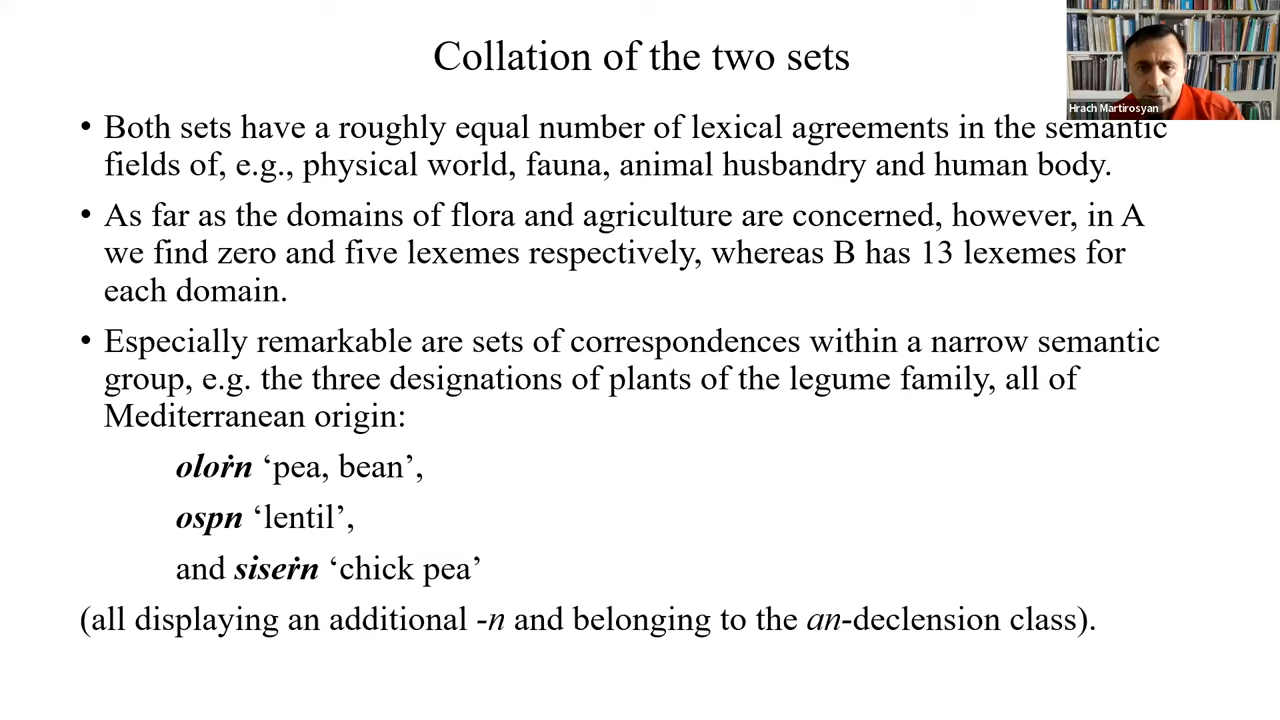 Collation of the two sets
Hrach Martirosyan
• Both sets have a roughly equal number of lexical agreements in the semantic
fields of, e.g., physical world, fauna, animal husbandry and human body.
• As far as the domains of flora and agriculture are concerned, however, in A
we find zero and five lexemes respectively, whereas B has 13 lexemes for
each domain.
• Especially remarkable are sets of correspondences within a narrow semantic
group, e.g. the three designations of plants of the legume family, all of
Mediterranean origin:
oloṙn ‘pea, bean’,
ospn ‘lentil’,
and siseṙn ‘chick pea’
(all displaying an additional -n and belonging to the an-declension class).